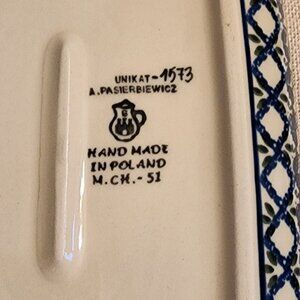 UNIKAT-1573
A.PASIERBIEWICZ
HAND MADE
IN POLAND
M.CH.-51